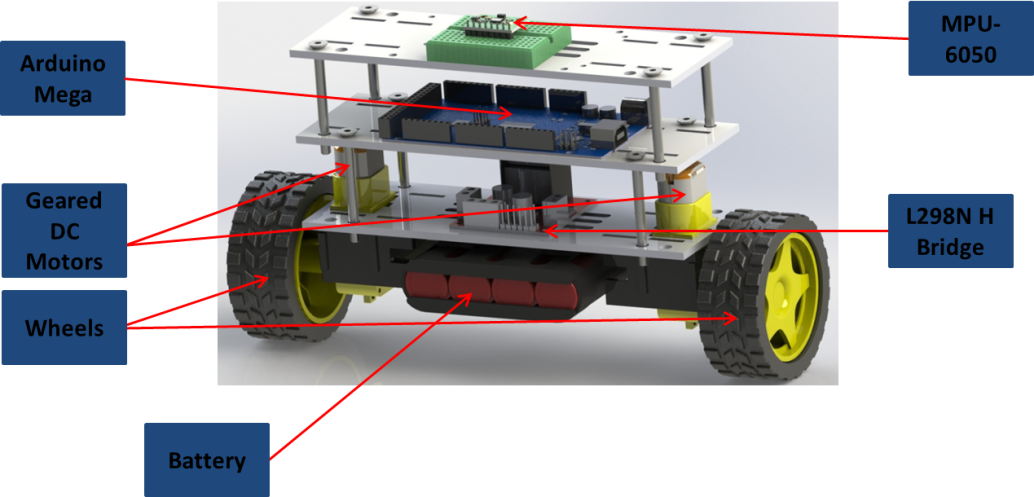 MPU-
6050
Arduino
Mega
Geared
DC
Motors
L298N H
Bridge
Wheels
Battery